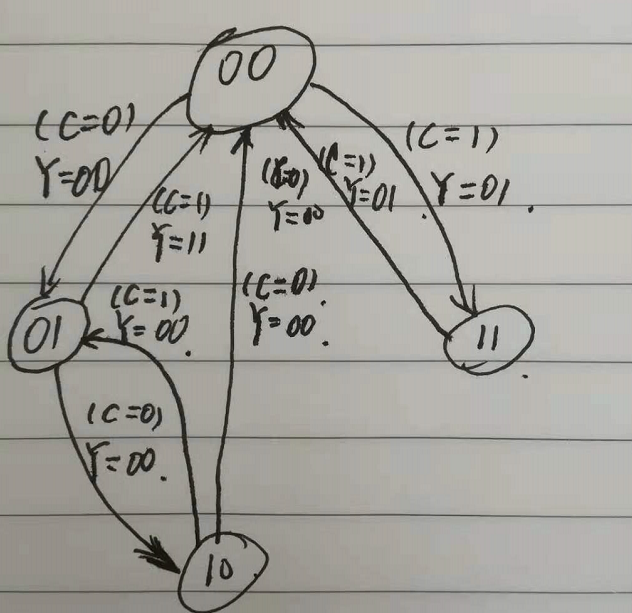 00
(C=0)
Y=00
(C=1)
Y=01.
(C=1)
Y=11
Y=00
(C=1)
Y=01
(C=1)
Y=00.
(C=0)
Y=00.
01
11
(C=0)
Y=00.
10